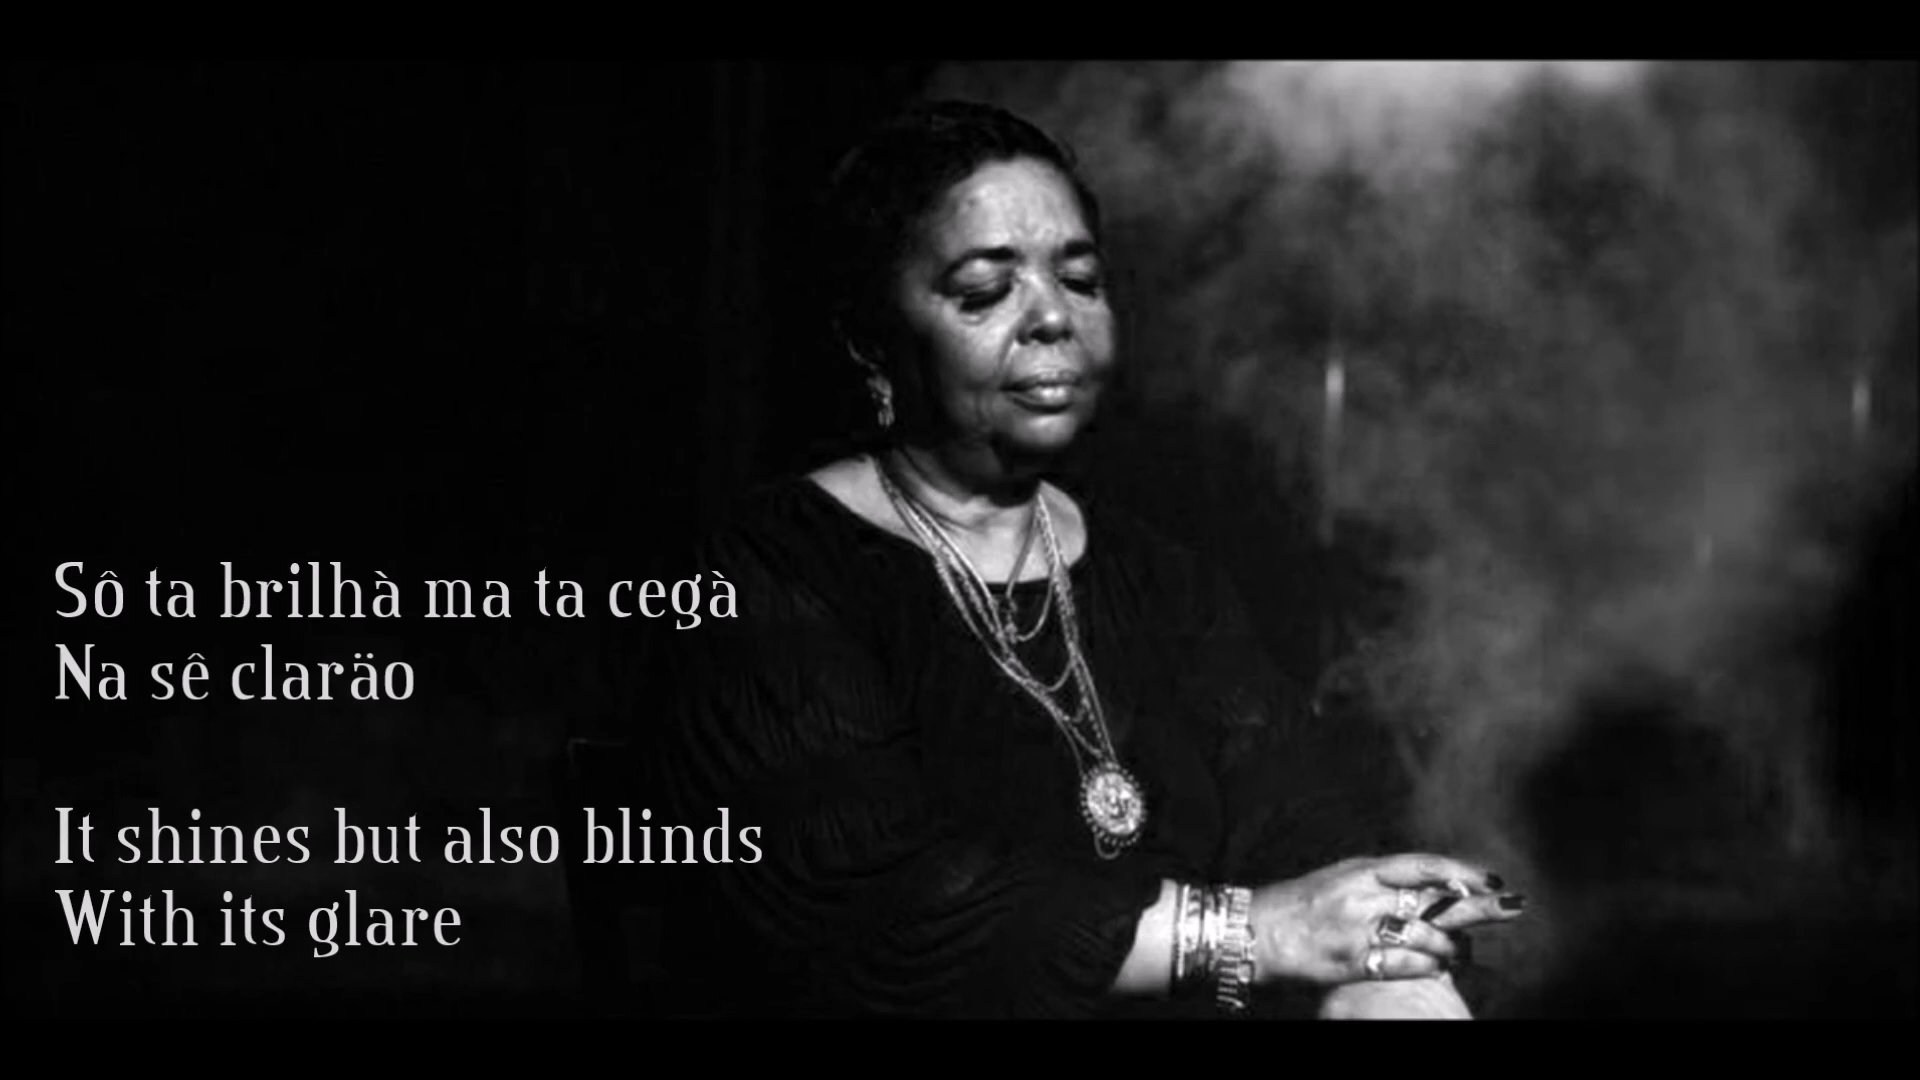 Sô ta brilhà ma ta cegà
Na sê claräo
It shines but also blinds
With its glare